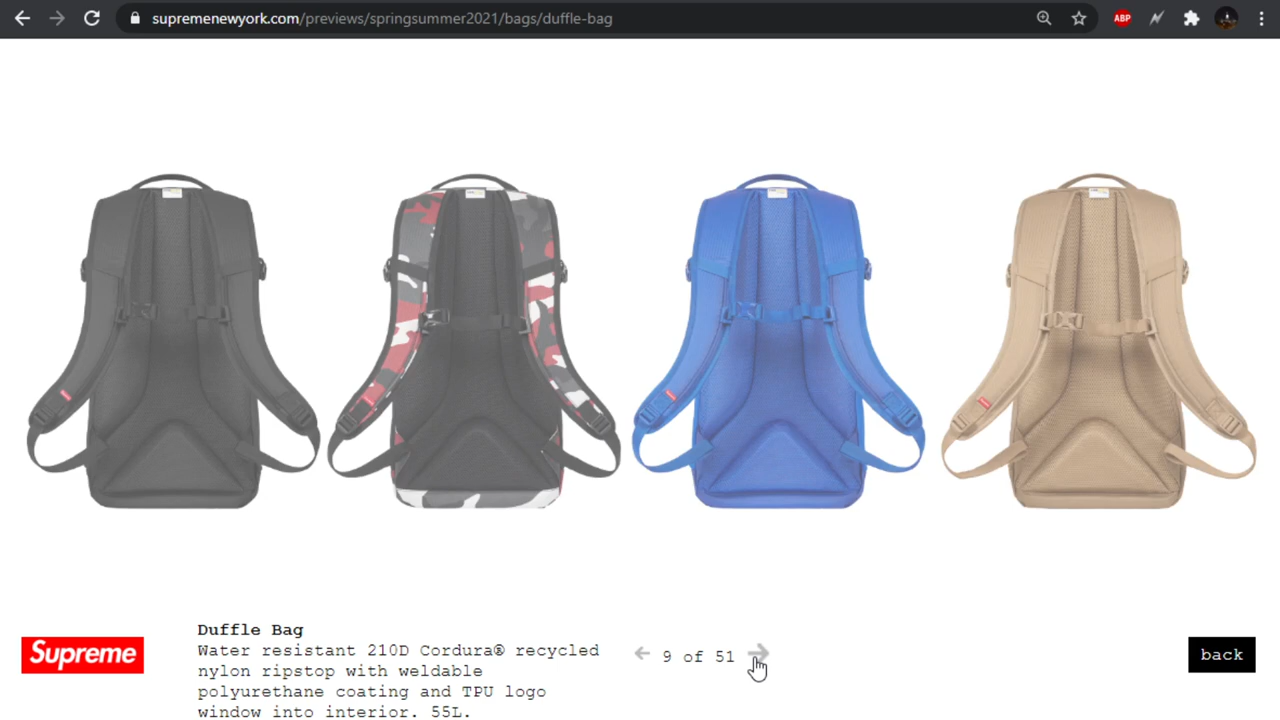 supremenewyork.com/previews/springsummer2021/bags/duffle-bag
ABP
Supreme
Duffle Bag
Water resistant 210D Cordura® recycled
nylon ripstop with weldable
polyurethane coating and TPU logo
window into interior. 55L.
9 of 51
back